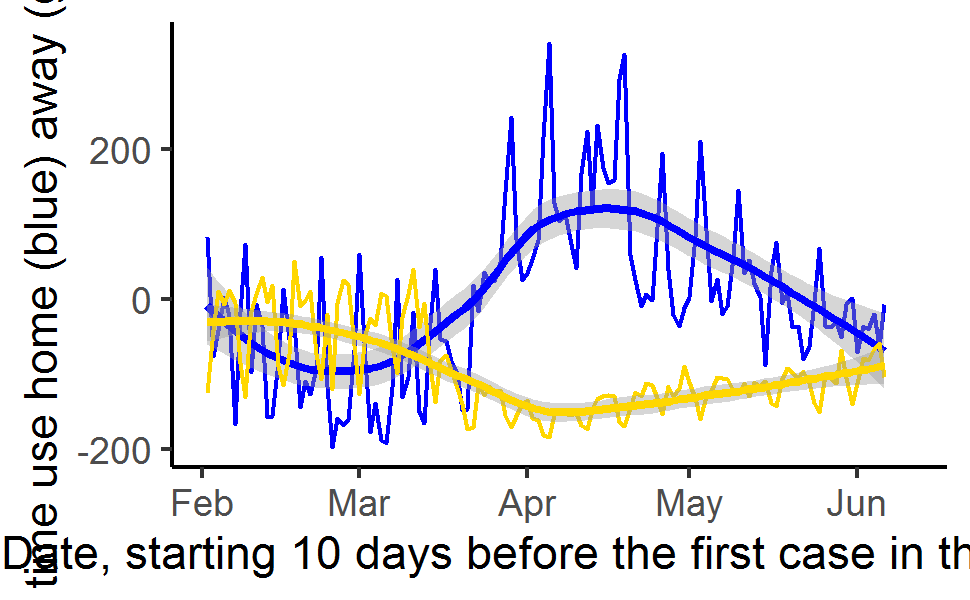 time use home (blue) away (
200
0
-200
Feb Mar Apr May Jun
Date, starting 10 days before the first case in th